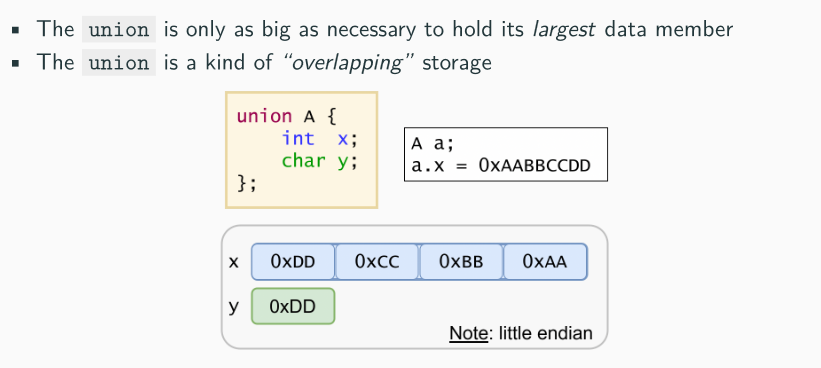 ▪ The union is only as big as necessary to hold its largest data member
▪ The union is a kind of “overlapping” storage
union A {
    int  x;
    char y;
};
A a;
a.x = 0xAABBCCDD
x 0xDD 0xCC 0xBB 0xAA
y 0xDD
Note: little endian